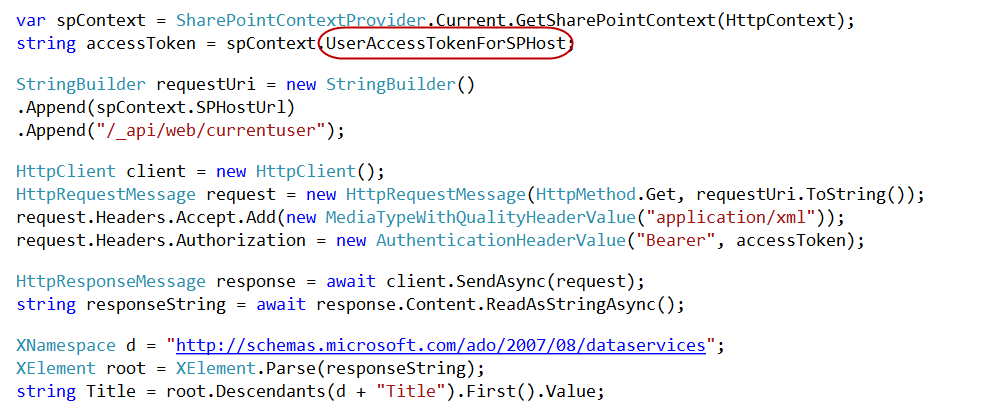 var spContext = SharePointContextProvider.Current.GetSharePointContext(HttpContext);
string accessToken = spContext.UserAccessTokenForSPHost;
StringBuilder requestUri = new StringBuilder()
.Append(spContext.SPHostUrl)
.Append("/_api/web/currentuser");
HttpClient client = new HttpClient();
HttpRequestMessage request = new HttpRequestMessage(HttpMethod.Get, requestUri.ToString());
request.Headers.Accept.Add(new MediaTypeWithQualityHeaderValue("application/xml"));
request.Headers.Authorization = new AuthenticationHeaderValue("Bearer", accessToken);
HttpResponseMessage response = await client.SendAsync(request);
string responseString = await response.Content.ReadAsStringAsync();
XNamespace d = "http://schemas.microsoft.com/ado/2007/08/dataservices";
XElement root = XElement.Parse(responseString);
string Title = root.Descendants(d + "Title").First().Value;